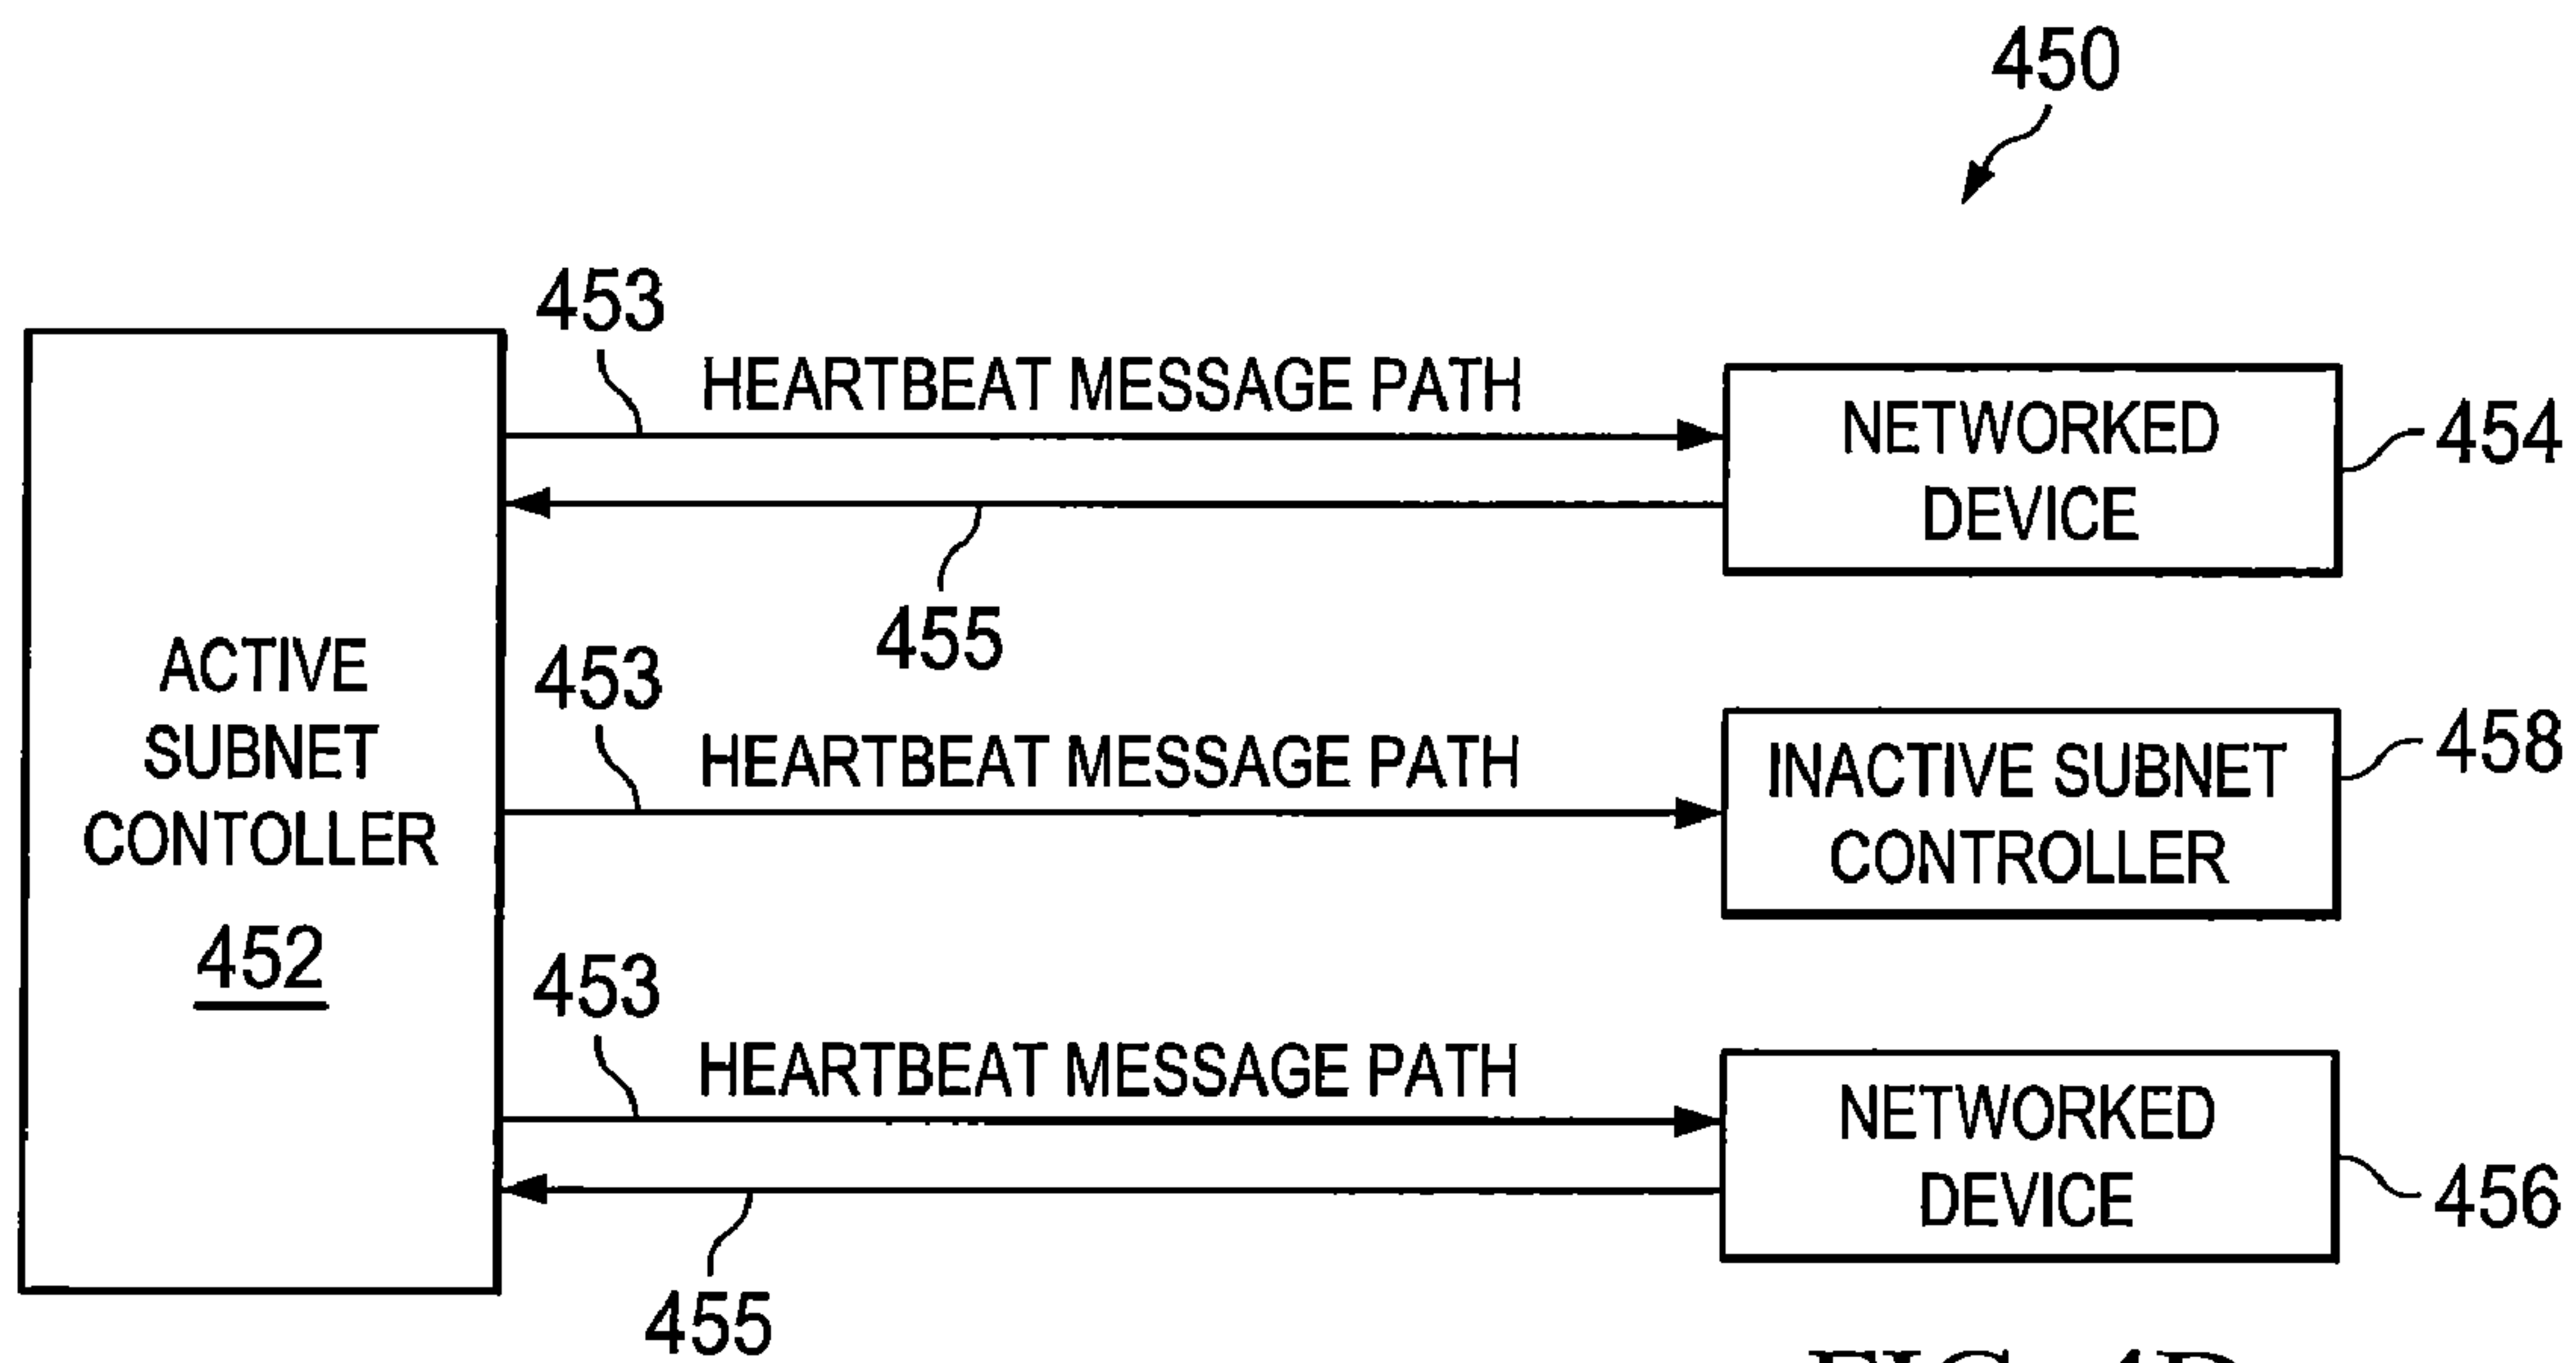 450
453
HEARTBEAT MESSAGE PATH
NETWORKED
DEVICE
454
455
ACTIVE
SUBNET
CONTOLLER
452
453
HEARTBEAT MESSAGE PATH
INACTIVE SUBNET
CONTROLLER
458
453
HEARTBEAT MESSAGE PATH
NETWORKED
DEVICE
456
455